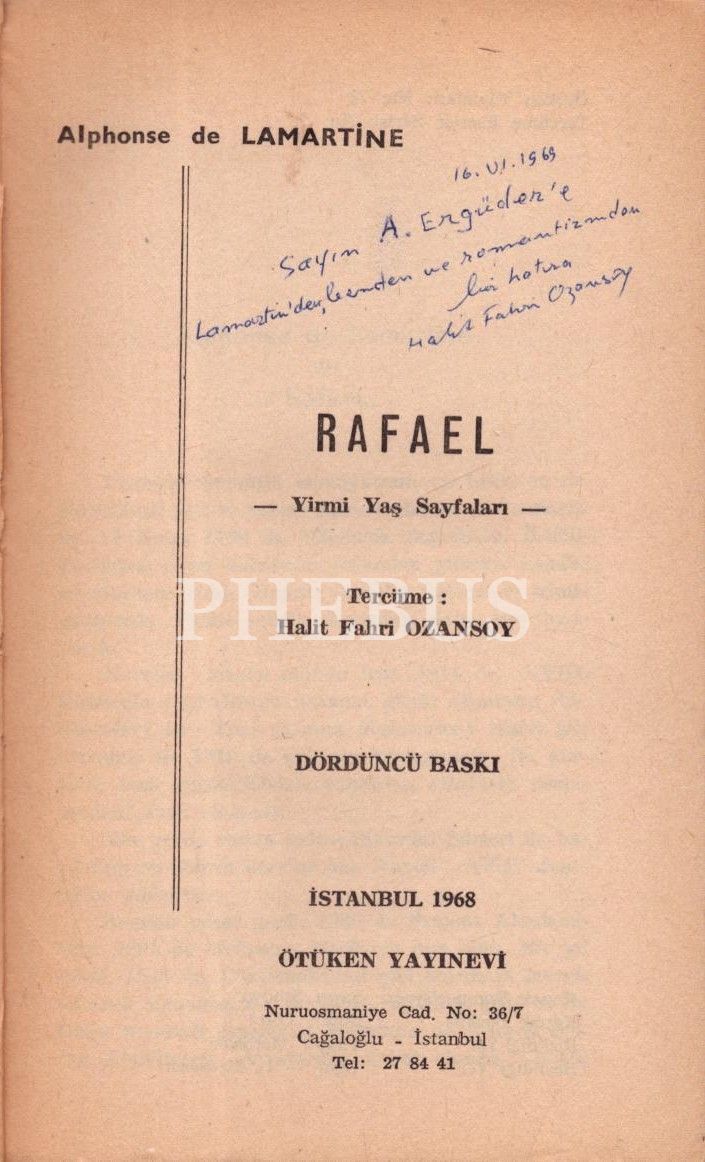 Alphonse de LAMARTİNE
16.VI.1969
Sayın A. Ergüder'e
Lamartin'den, benden ve romantizmden
bir hatıra
Halit Fahri Ozansoy
RAFAEL
— Yirmi Yaş Sayfaları —
Tercüme :
PHEBUS
Halit Fahri OZANSOY
DÖRDÜNCÜ BASKI
İSTANBUL 1968
ÖTÜKEN YAYINEVİ
Nuruosmaniye Cad. No: 36/7
Cağaloğlu - İstanbul
Tel: 27 84 41